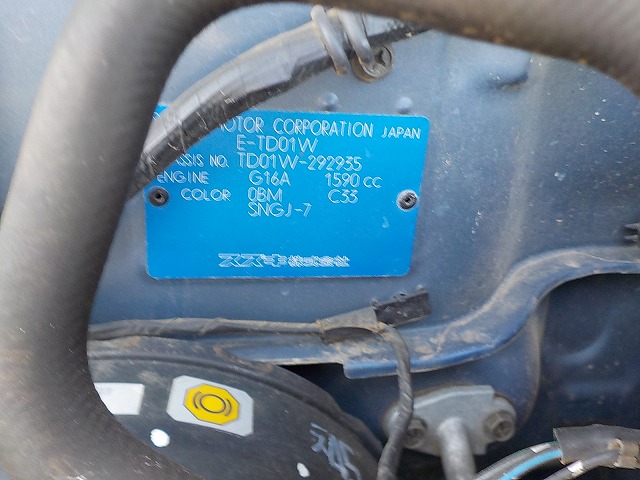 MOTOR CORPORATION JAPAN
E-TD01W
SSIS NO. TD01W-292935
ENGINE G16A 1590 CC
COLOR 0BM C33
SNGJ-7
スズキ株式会社